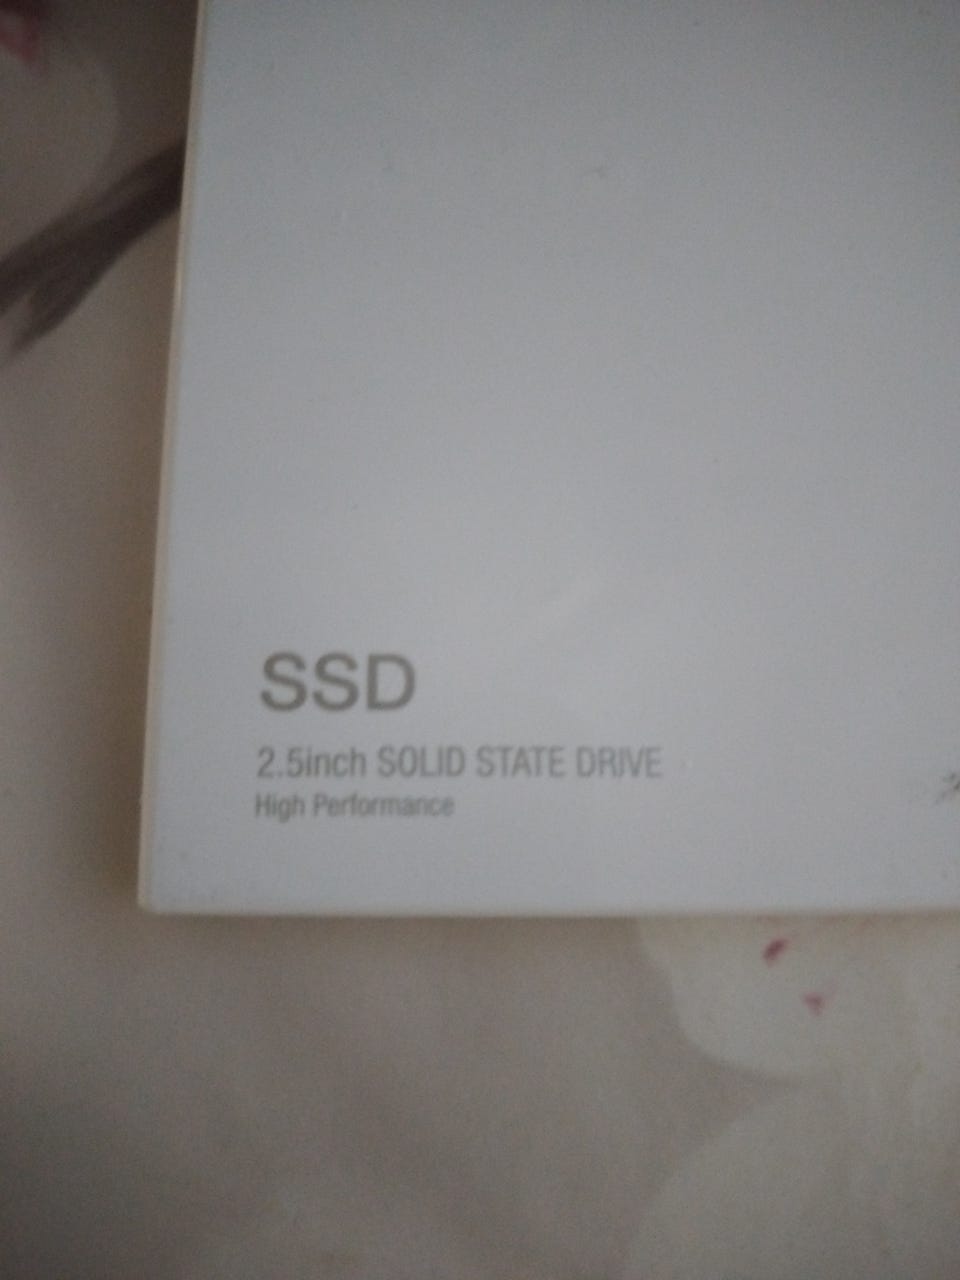 SSD
2.5inch SOLID STATE DRIVE
High Performance